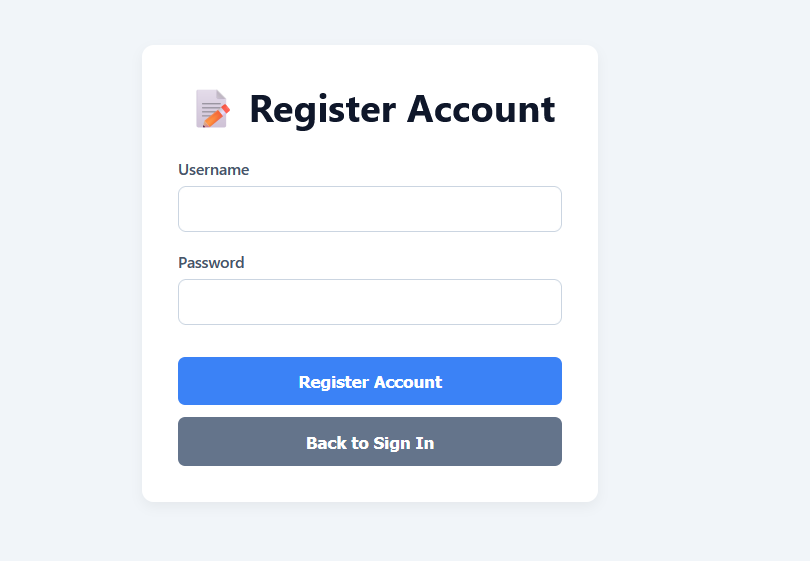 Register Account
Username
Password
Register Account
Back to Sign In